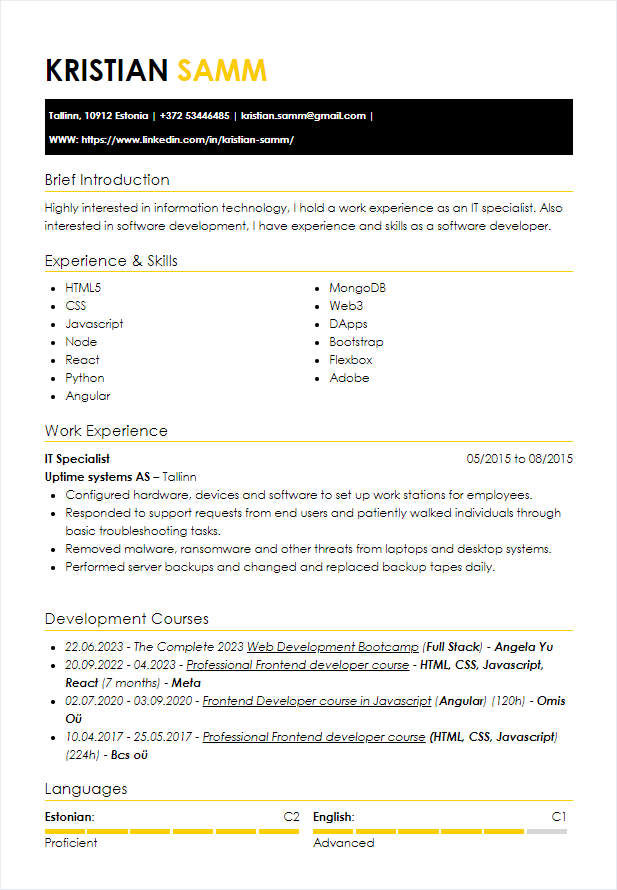 KRISTIAN SAMM
Tallinn, 10912 Estonia | +372 53446485 | kristian.samm@gmail.com |
WWW: https://www.linkedin.com/in/kristian-samm/
Brief Introduction
Highly interested in information technology, I hold a work experience as an IT specialist. Also
interested in software development, I have experience and skills as a software developer.
Experience & Skills
• HTML5
• CSS
• Javascript
• Node
• React
• Python
• Angular
• MongoDB
• Web3
• DApps
• Bootstrap
• Flexbox
• Adobe
Work Experience
IT Specialist 05/2015 to 08/2015
Uptime systems AS – Tallinn
• Configured hardware, devices and software to set up work stations for employees.
• Responded to support requests from end users and patiently walked individuals through
basic troubleshooting tasks.
• Removed malware, ransomware and other threats from laptops and desktop systems.
• Performed server backups and changed and replaced backup tapes daily.
Development Courses
• 22.06.2023 - The Complete 2023 Web Development Bootcamp (Full Stack) - Angela Yu
• 20.09.2022 - 04.2023 - Professional Frontend developer course - HTML, CSS, Javascript,
React (7 months) - Meta
• 02.07.2020 - 03.09.2020 - Frontend Developer course in Javascript (Angular) (120h) - Omis
Oü
• 10.04.2017 - 25.05.2017 - Professional Frontend developer course (HTML, CSS, Javascript)
(224h) - Bcs oü
Languages
Estonian: C2
Proficient
English: C1
Advanced